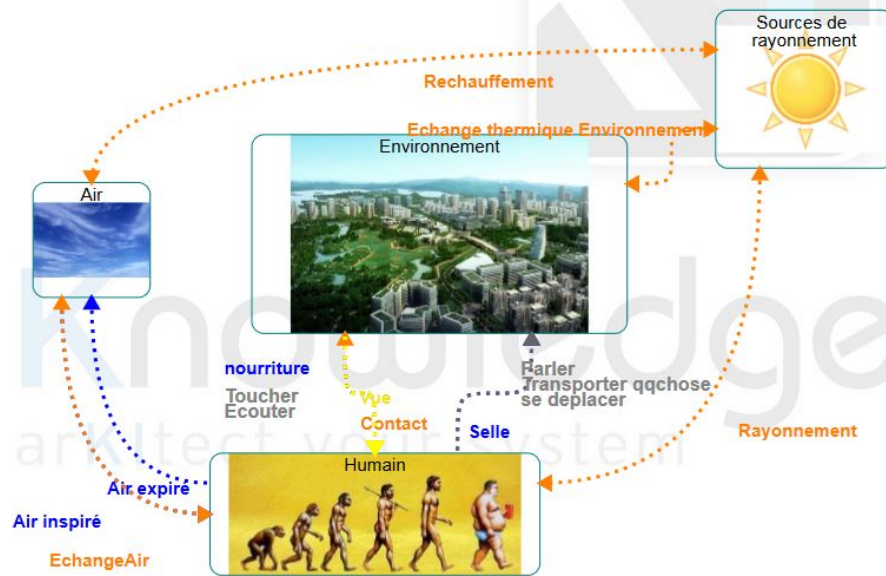 Sources de
rayonnement
Rechauffement
Echange thermique Environnement
Environnement
Air
Knowledge
nourriture
Parler
Toucher
Vue
Transporter qqchose
Ecouter
se deplacer
Contact
Selle
Rayonnement
arKItect your system
Humain
Air expiré
Air inspiré
EchangeAir